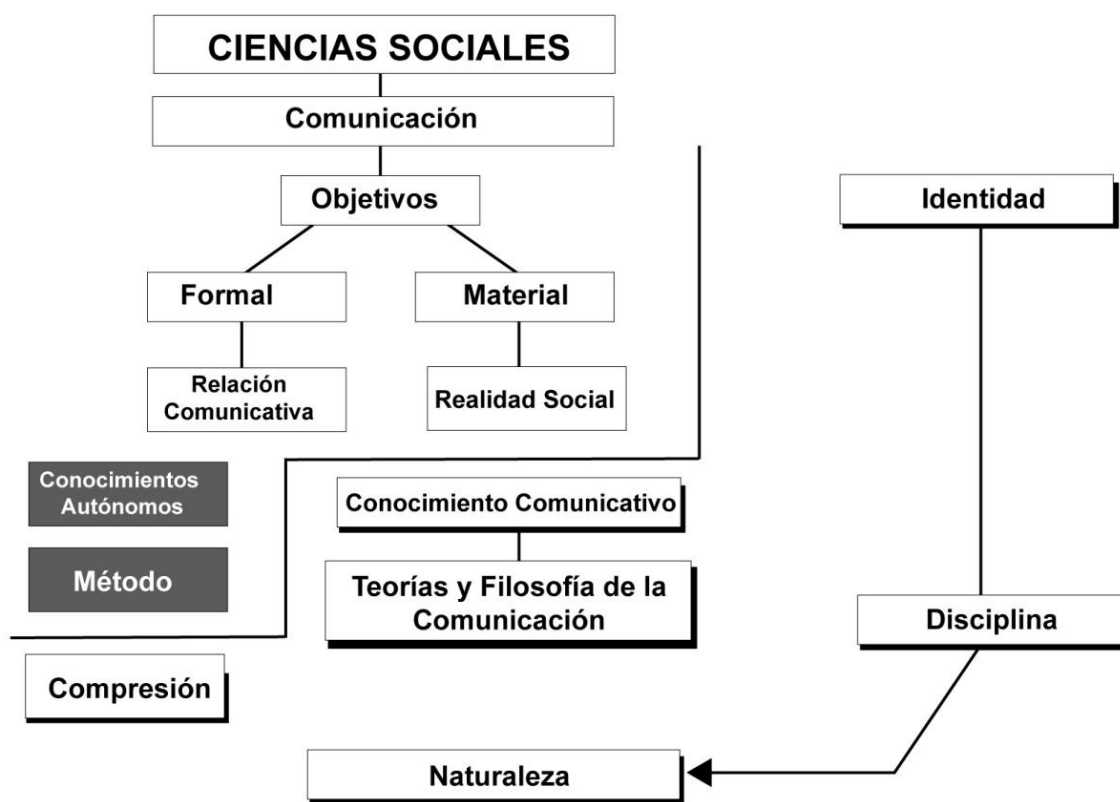 CIENCIAS SOCIALES
Comunicación
Objetivos
Identidad
Formal
Material
Relación
Comunicativa
Realidad Social
Conocimientos
Autónomos
Conocimiento Comunicativo
Método
Teorías y Filosofía de la
Comunicación
Disciplina
Compresión
Naturaleza